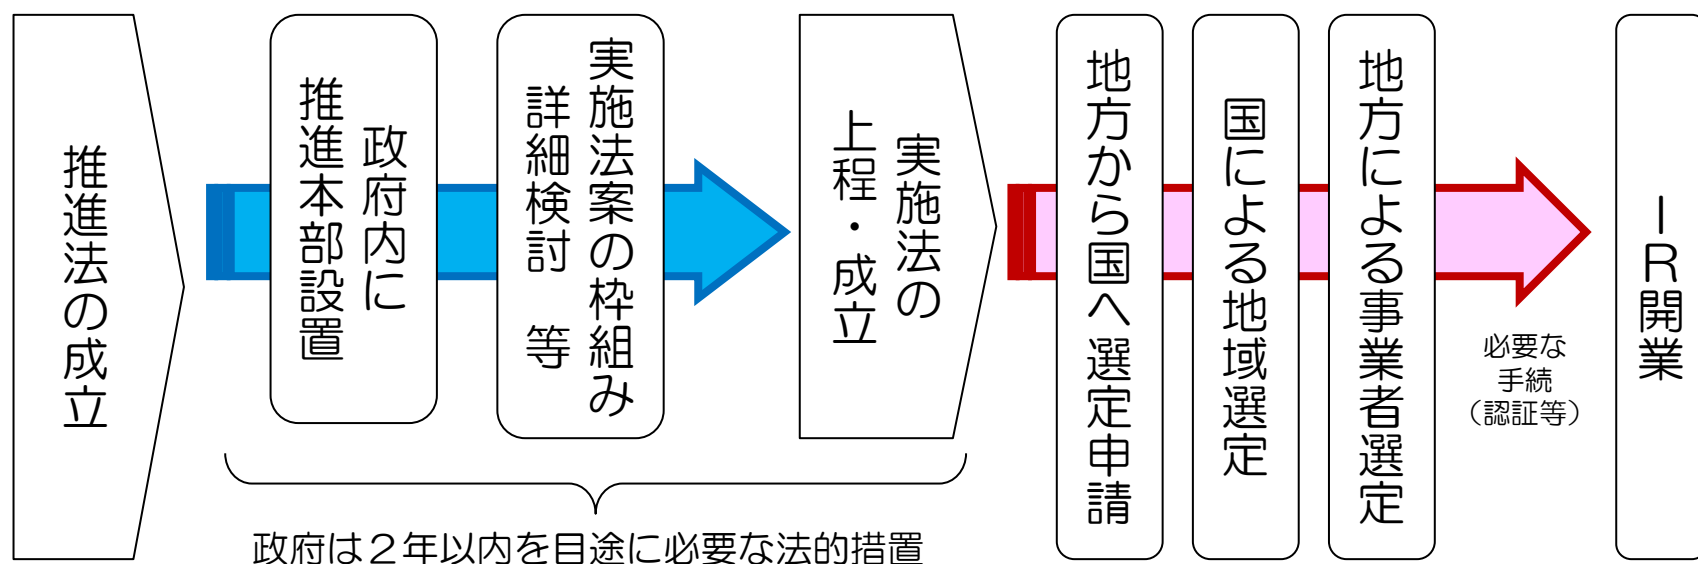 推進法の成立
政府内に
推進本部設置
実施法案の枠組み
詳細検討 等
実施法の
上程・成立
政府は２年以内を目途に必要な法的措置
地方から国へ選定申請
国による地域選定
地方による事業者選定
必要な
手続
（認証等）
ＩＲ開業